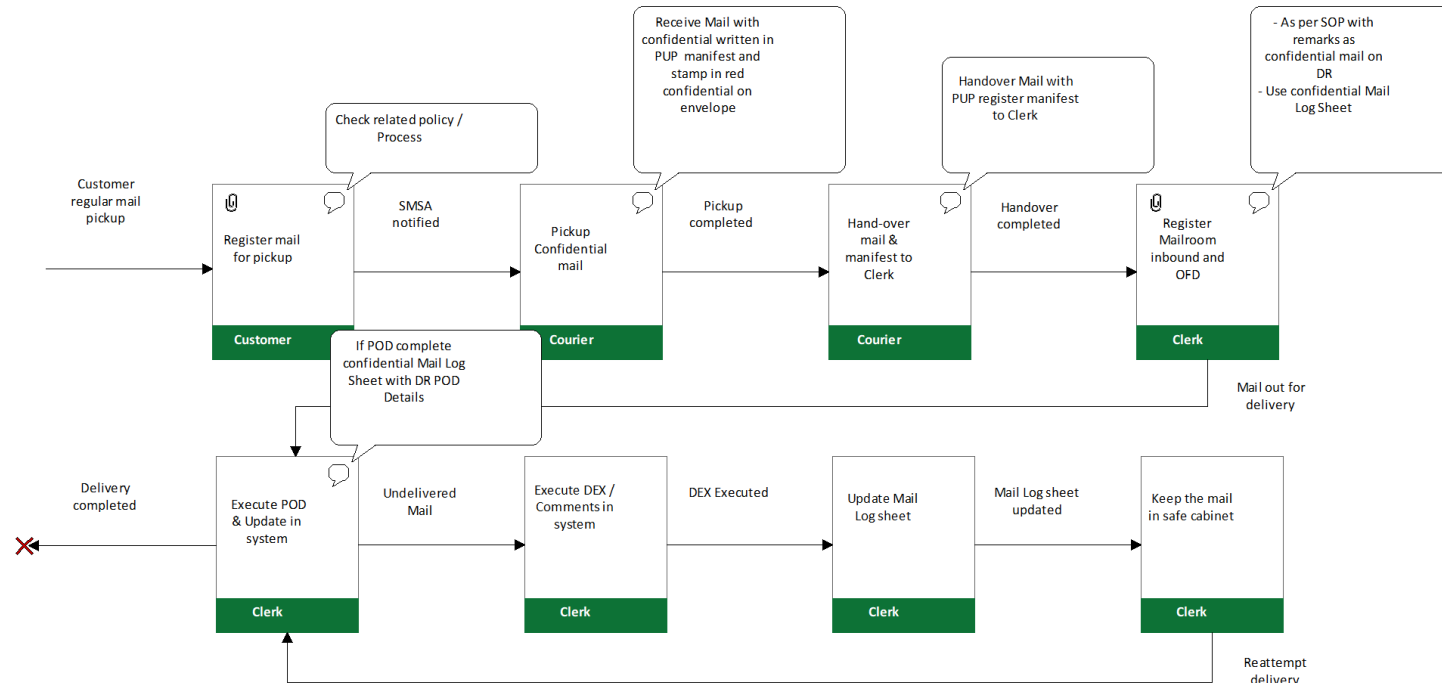 Receive Mail with
confidential written in
PUP manifest and
stamp in red
confidential on
envelope
- As per SOP with
remarks as
confidential mail on
DR
- Use confidential Mail
Log Sheet
Handover Mail with
PUP register manifest
to Clerk
Check related policy /
Process
Customer
regular mail
pickup
Register mail
for pickup
Customer
SMSA
notified
Pickup
Confidential
mail
Courier
Pickup
completed
Hand-over
mail &
manifest to
Clerk
Courier
Handover
completed
Register
Mailroom
inbound and
OFD
Clerk
Mail out for
delivery
If POD complete
confidential Mail Log
Sheet with DR POD
Details
Delivery
completed
Execute POD
& Update in
system
Clerk
Undelivered
Mail
Execute DEX /
Comments in
system
Clerk
DEX Executed
Update Mail
Log sheet
Clerk
Mail Log sheet
updated
Keep the mail
in safe cabinet
Clerk
Reattempt
delivery